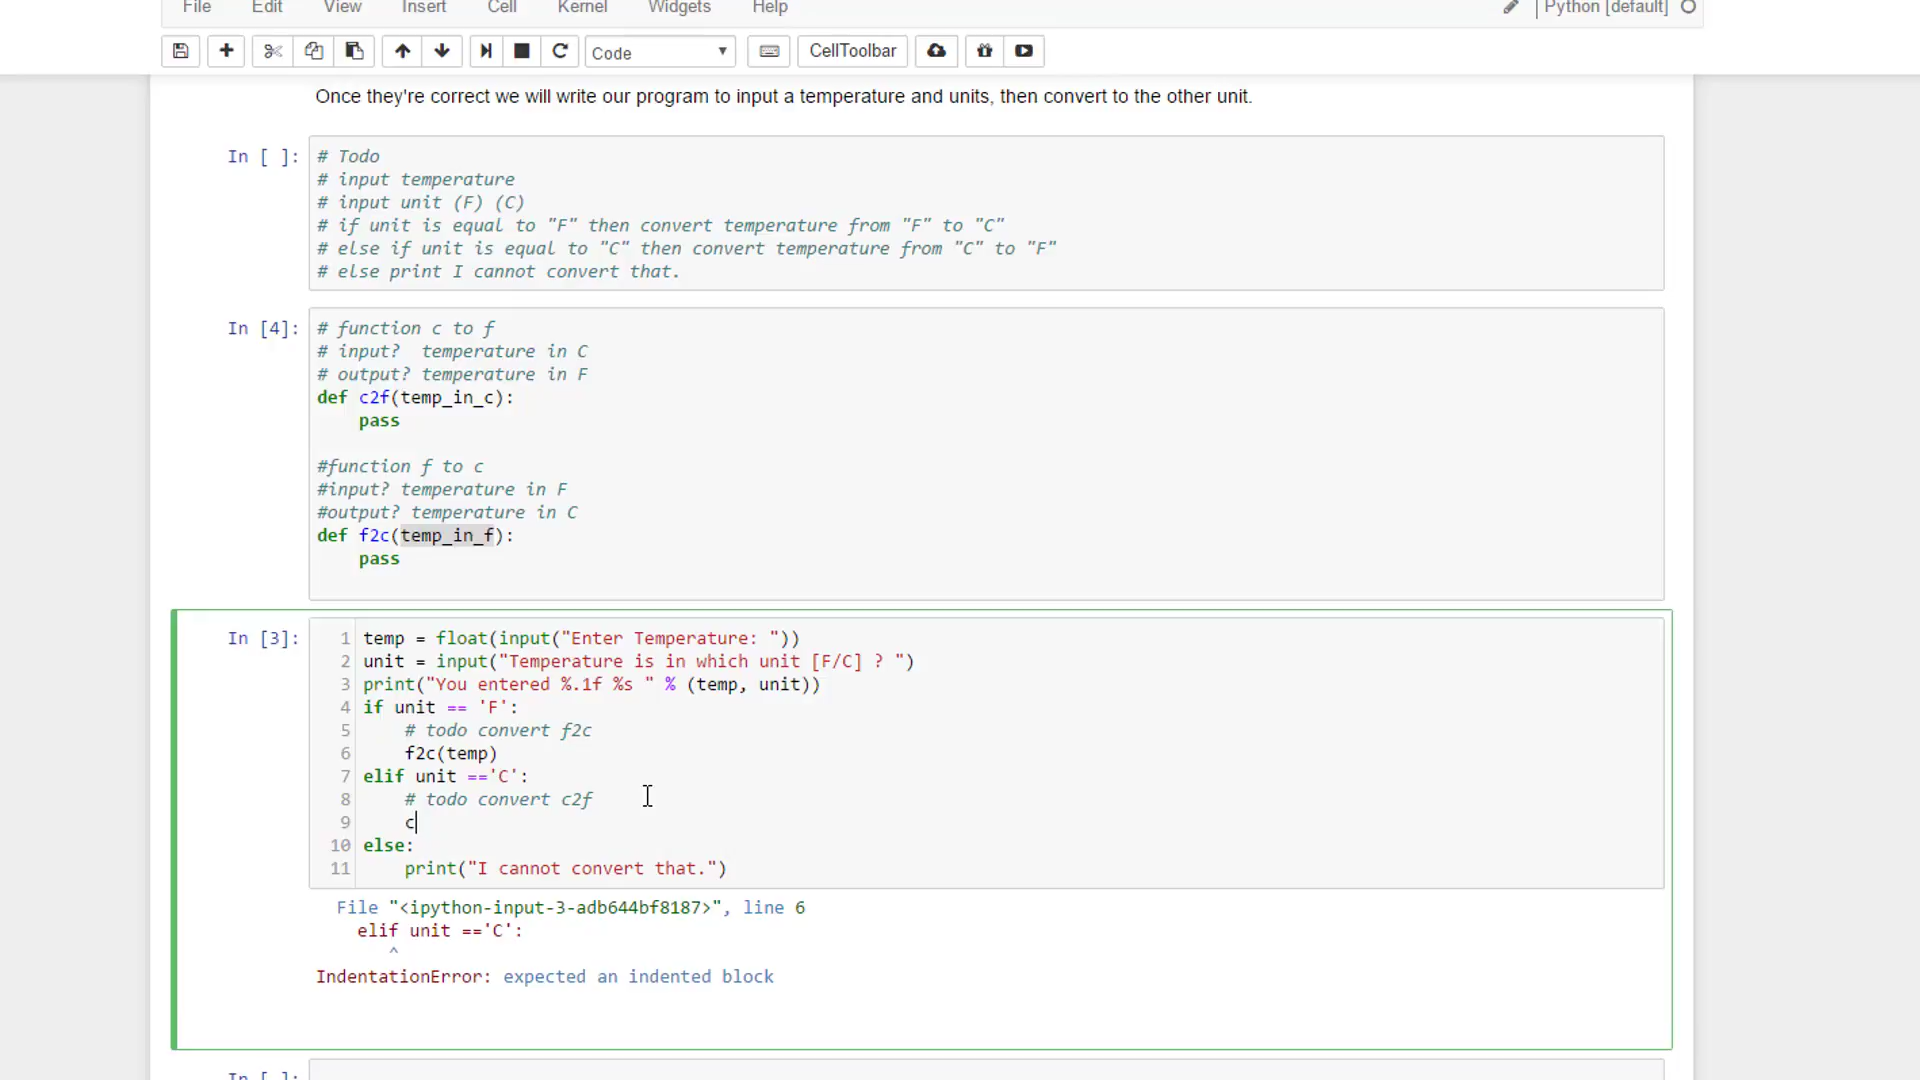 File Edit View Insert Cell Kernel Widgets Help Python [default]
Code CellToolbar
Once they're correct we will write our program to input a temperature and units, then convert to the other unit.
In [ ]:
# Todo
# input temperature
# input unit (F) (C)
# if unit is equal to "F" then convert temperature from "F" to "C"
# else if unit is equal to "C" then convert temperature from "C" to "F"
# else print I cannot convert that.
In [4]:
# function c to f
# input?  temperature in C
# output? temperature in F
def c2f(temp_in_c):
    pass
#function f to c
#input? temperature in F
#output? temperature in C
def f2c(temp_in_f):
    pass
In [3]:
1 temp = float(input("Enter Temperature: "))
2 unit = input("Temperature is in which unit [F/C] ? ")
3 print("You entered %.1f %s " % (temp, unit))
4 if unit == 'F':
5     # todo convert f2c
6     f2c(temp)
7 elif unit =='C':
8     # todo convert c2f
9     c
10 else:
11     print("I cannot convert that.")
File "<ipython-input-3-adb644bf8187>", line 6
elif unit =='C':
^
IndentationError: expected an indented block
In [ ]: